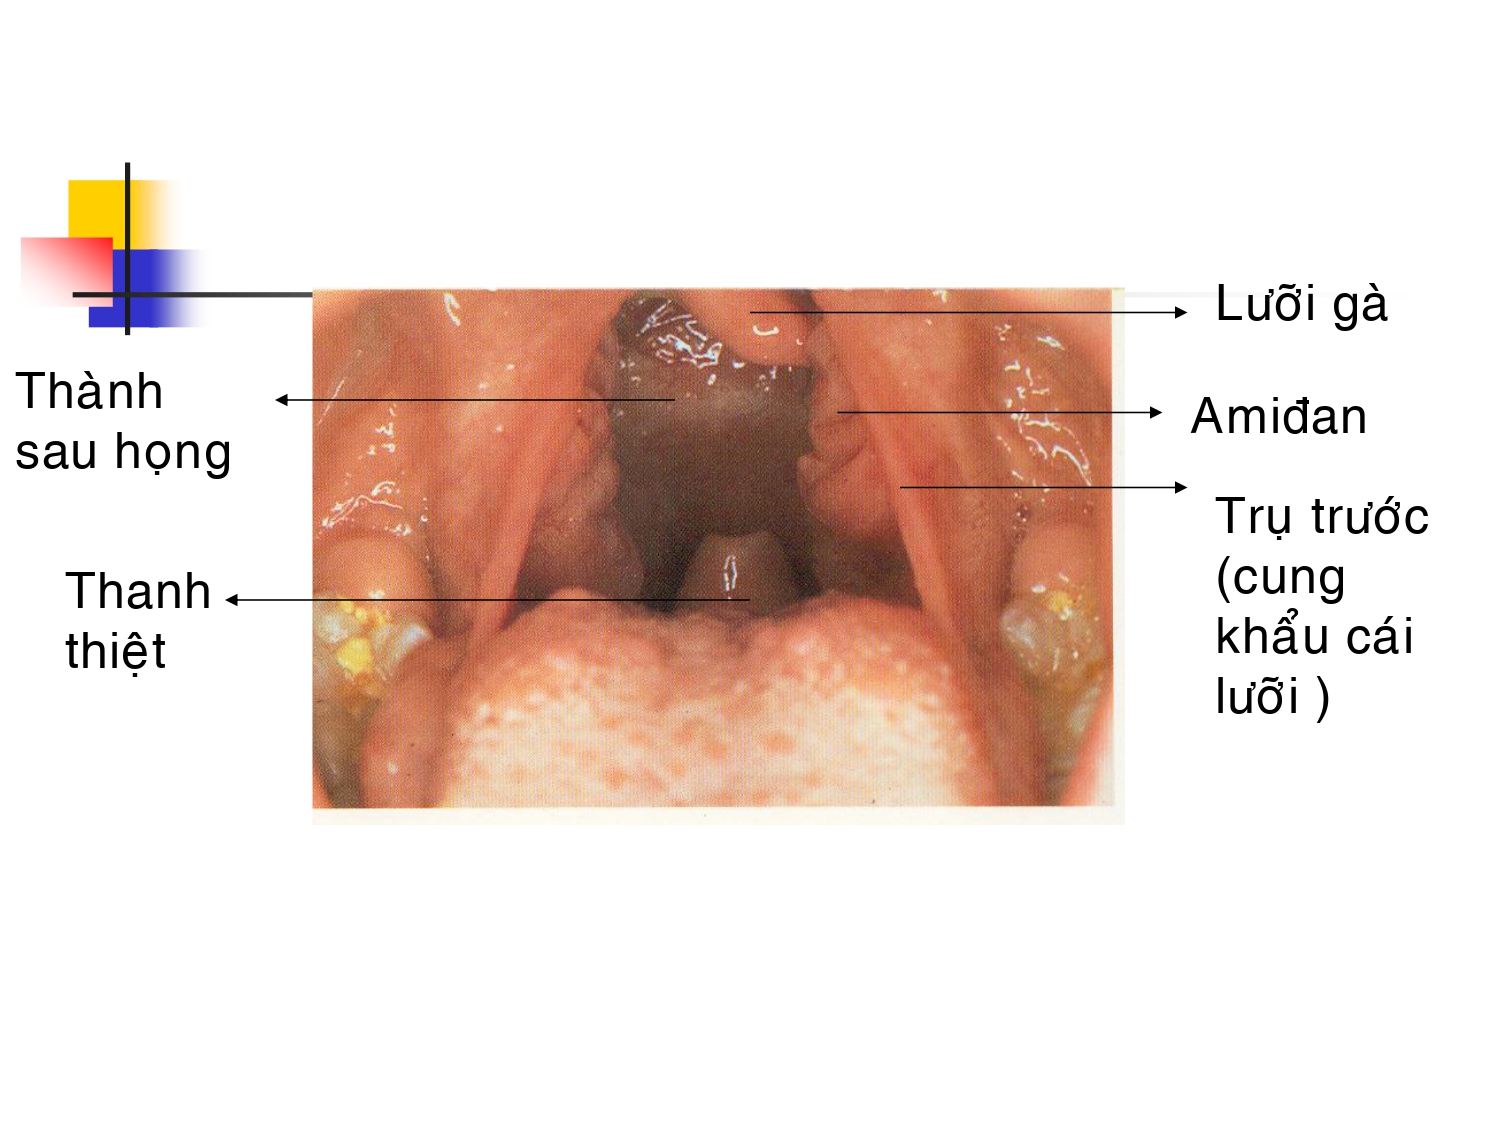 Lưỡi gà
Thành
sau họng
Amiđan
Trụ trước
(cung
khẩu cái
lưỡi )
Thanh
thiệt